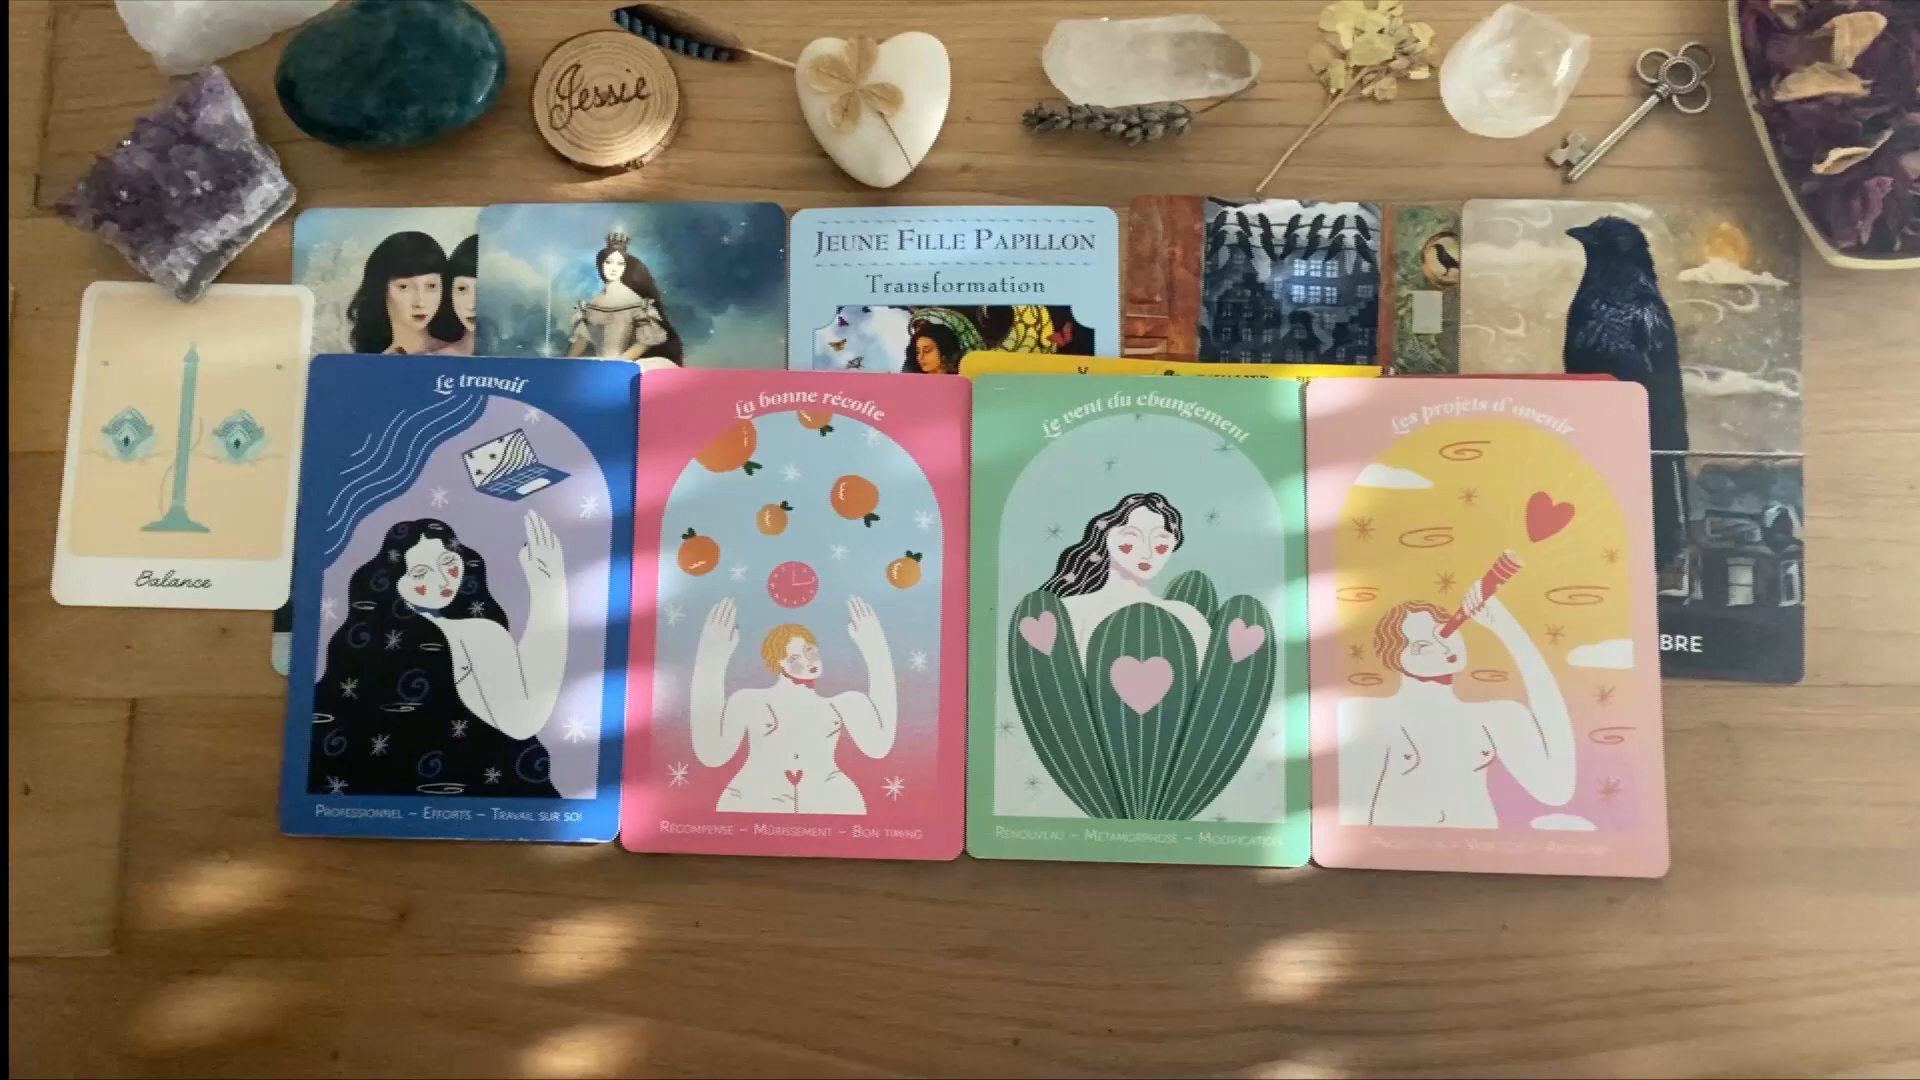 Jessie
JEUNE FILLE PAPILLON
Transformation
Balance
Le travail
PROFESSIONNEL – EFFORTS – TRAVAIL SUR SOI
La bonne récolte
RÉCOMPENSE – MÛRISSEMENT – BON TIMING
Le vent du changement
RENOUVEAU – METAMORPHOSE – MODIFICATION
Les projets d'avenir
BRE